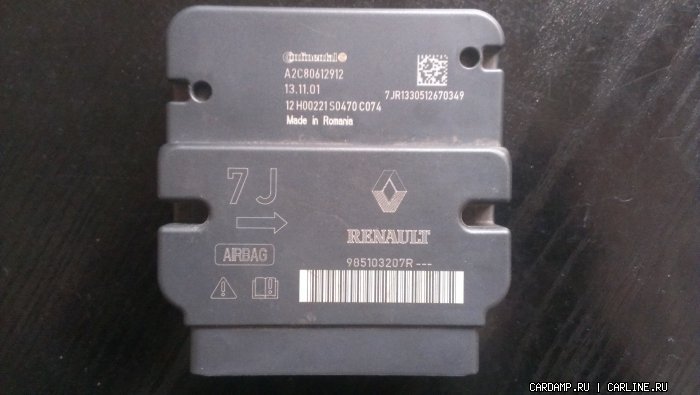 Continental
A2C80612912
13.11.01
12 H00221 S0470 C074
Made in Romania
7JR1330512670349
7J
RENAULT
AIRBAG
985103207R---
CARDAMP.RU | CARLINE.RU